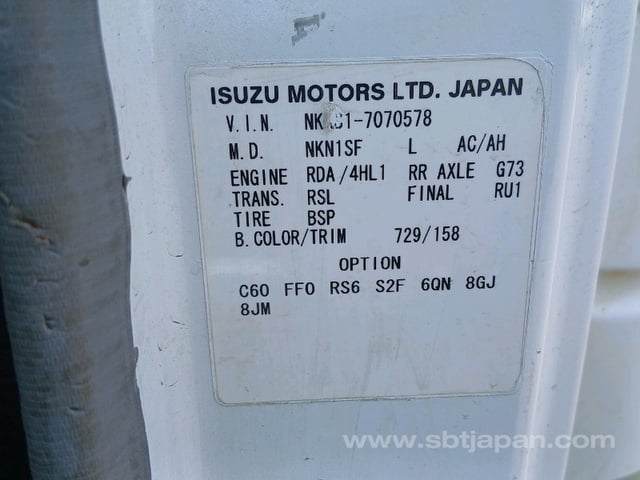 ISUZU MOTORS LTD. JAPAN
V.I.N.
M.D. NKN1SF L AC/AH
ENGINE RDA/4HL1 RR AXLE G73
TRANS. RSL FINAL RU1
TIRE BSP
B.COLOR/TRIM 729/158
OPTION
C60 FF0 RS6 S2F 6QN 8GJ
8JM
www.sbtjapan.com